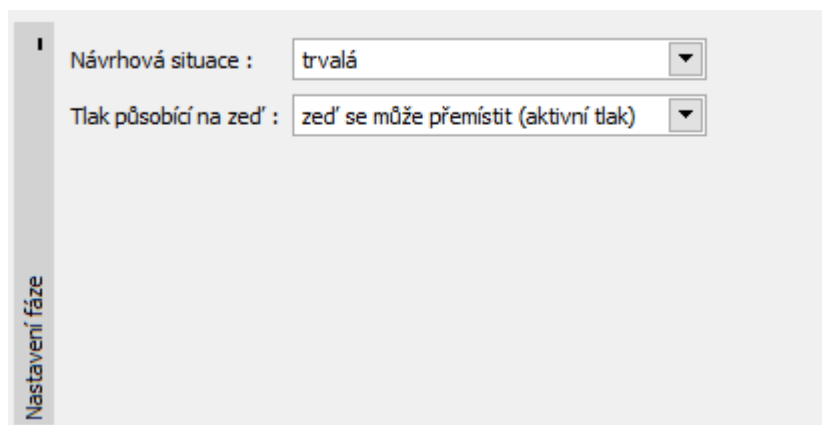 Návrhová situace :
trvalá
Tlak působící na zeď :
zeď se může přemístit (aktivní tlak)
Nastavení fáze